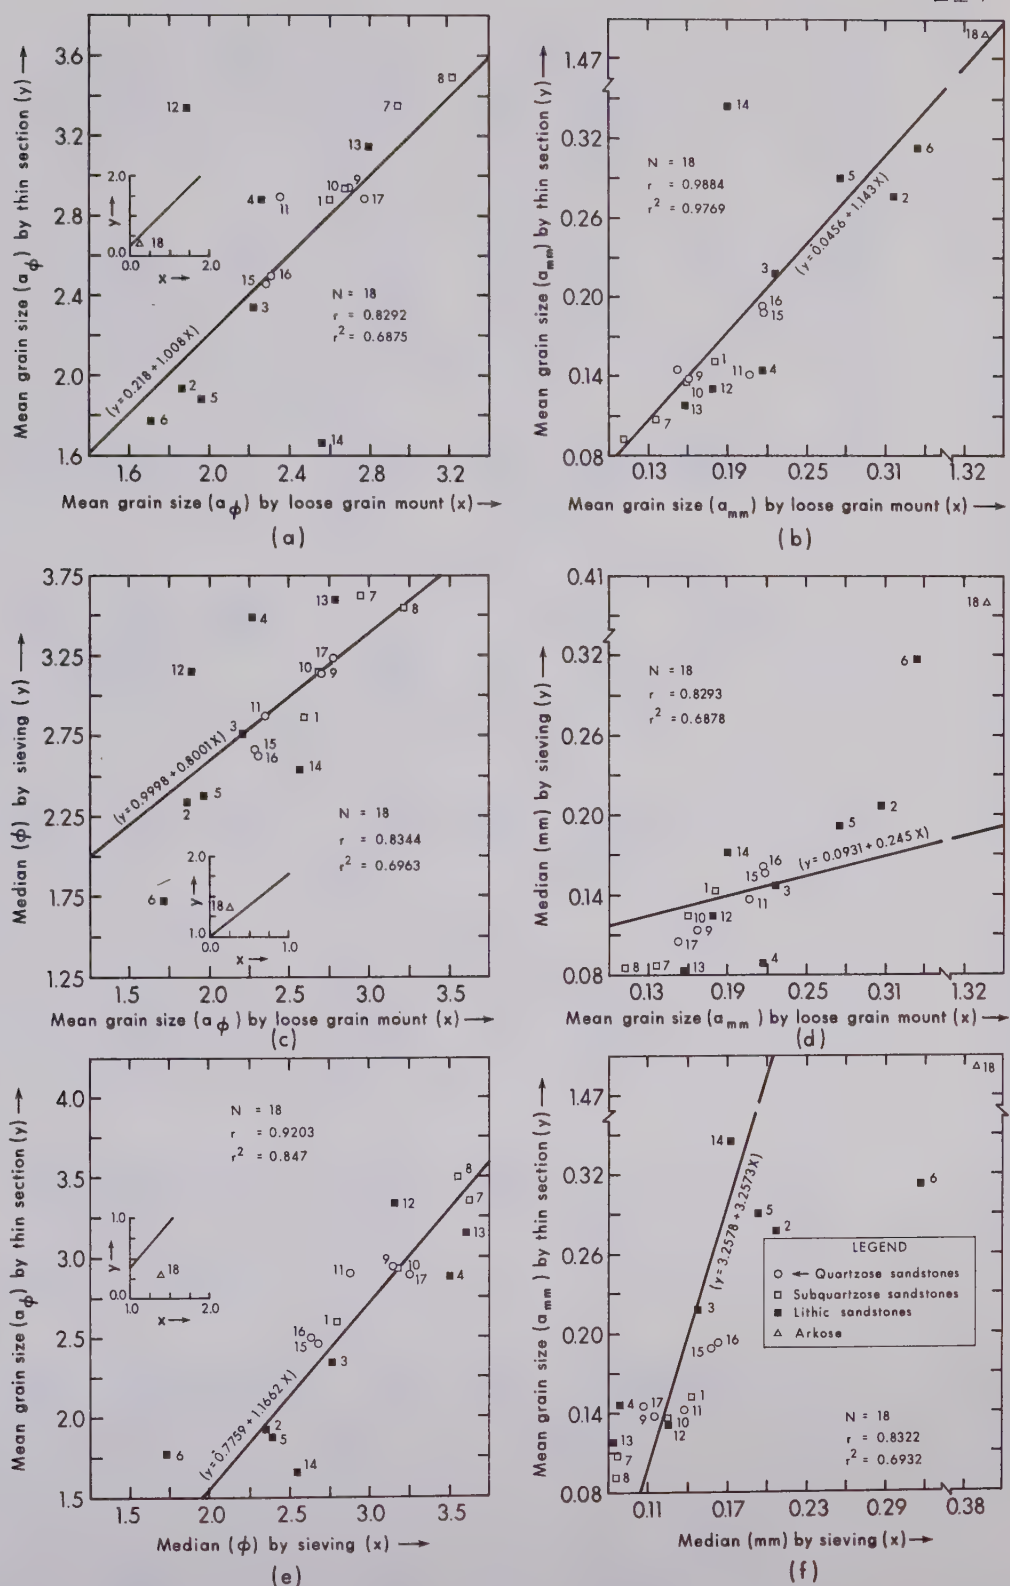 Mean grain size (aϕ) by thin section (y) →
3.6
3.2
2.8
2.4
2.0
1.6
8
7
12
13
10
9
1
17
4
11
2.0
y →
0.0
18
0.0 2.0
X →
15
16
3
N = 18
r = 0.8292
r² = 0.6875
(y = 0.218 + 1.008X)
2
5
6
14
1.6 2.0 2.4 2.8 3.2
Mean grain size (aϕ) by loose grain mount (x) →
(a)
Mean grain size (amm) by thin section (y) →
1.47
0.32
0.26
0.20
0.14
0.08
18
14
N = 18
r = 0.9884
r² = 0.9769
6
5
2
(y = -0.0456 + 1.143X)
3
16
15
1
9
11
4
10
12
13
7
0.13 0.19 0.25 0.31 1.32
Mean grain size (amm) by loose grain mount (x) →
(b)
Median (ϕ) by sieving (y) →
3.75
3.25
2.75
2.25
1.75
1.25
13
7
8
4
12
17
10
9
11
1
3
15
16
14
(y = 0.9998 + 0.8001X)
2
5
N = 18
r = 0.8344
r² = 0.6963
6
2.0
y →
18
1.0
0.0 1.0
X →
1.5 2.0 2.5 3.0 3.5
Mean grain size (aϕ) by loose grain mount (x) →
(c)
Median (mm) by sieving (y) →
0.41
0.32
0.26
0.20
0.14
0.08
18
6
N = 18
r = 0.8293
r² = 0.6878
2
5
14
16
15
(y = 0.0931 + 0.245X)
3
1
11
10
12
9
17
4
8
7
13
0.13 0.19 0.25 0.31 1.32
Mean grain size (amm) by loose grain mount (x) →
(d)
Mean grain size (aϕ) by thin section (y) →
4.0
3.5
3.0
2.5
2.0
1.5
N = 18
r = 0.9203
r² = 0.847
8
7
12
13
9
10
11
17
4
1.0
y →
0.0
18
1.0 2.0
X →
1
16
15
3
(y = -0.7759 + 1.1662X)
2
5
6
14
1.5 2.0 2.5 3.0 3.5
Median (ϕ) by sieving (x) →
(e)
Mean grain size (amm) by thin section (y) →
1.47
0.32
0.26
0.20
0.14
0.08
18
14
6
5
2
(y = 3.2578 + 3.2573X)
LEGEND
Quartzose sandstones
Subquartzose sandstones
Lithic sandstones
Arkose
3
16
15
1
4
17
11
9
10
12
13
7
8
N = 18
r = 0.8322
r² = 0.6932
0.11 0.17 0.23 0.29 0.38
Median (mm) by sieving (x) →
(f)